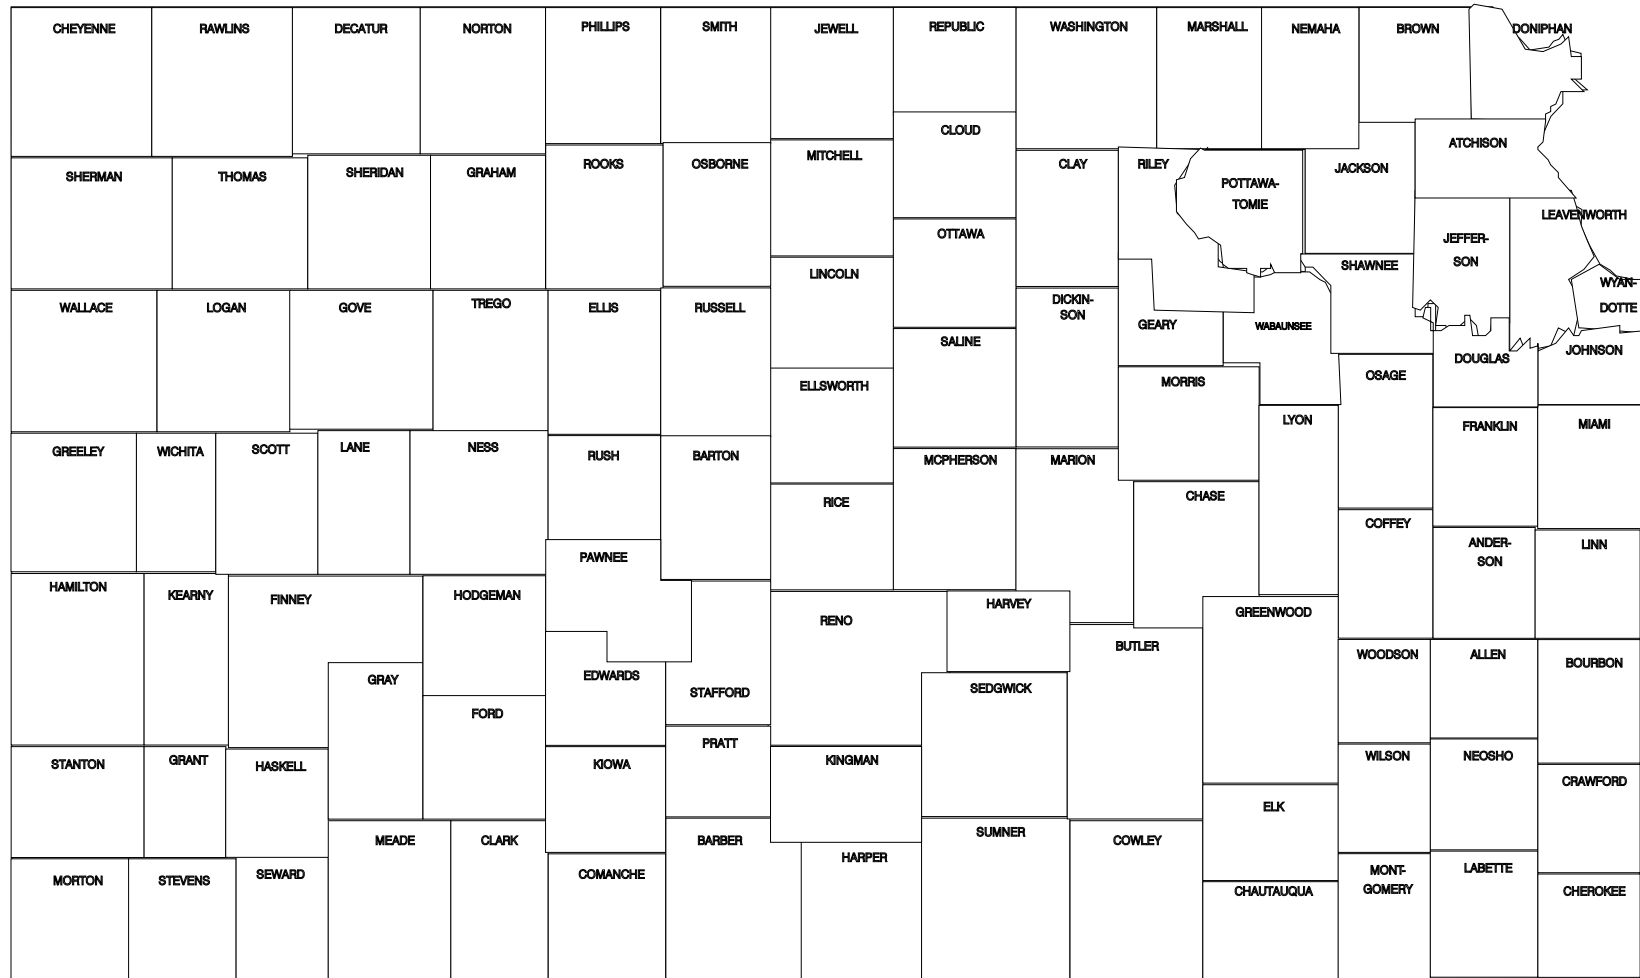 CHEYENNE
RAWLINS
DECATUR
NORTON
PHILLIPS
SMITH
JEWELL
REPUBLIC
WASHINGTON
MARSHALL
NEMAHA
BROWN
DONIPHAN
CLOUD
ATCHISON
SHERMAN
THOMAS
SHERIDAN
GRAHAM
ROOKS
OSBORNE
MITCHELL
CLAY
RILEY
POTTAWA-
TOMIE
JACKSON
LEAVENWORTH
OTTAWA
JEFFER-
SON
LINCOLN
SHAWNEE
WYAN-
DOTTE
WALLACE
LOGAN
GOVE
TREGO
ELLIS
RUSSELL
DICKIN-
SON
GEARY
WABAUNSEE
SALINE
DOUGLAS
JOHNSON
ELLSWORTH
MORRIS
OSAGE
LYON
FRANKLIN
MIAMI
GREELEY
WICHITA
SCOTT
LANE
NESS
RUSH
BARTON
MCPHERSON
MARION
RICE
CHASE
COFFEY
ANDER-
SON
LINN
HAMILTON
KEARNY
FINNEY
HODGEMAN
PAWNEE
RENO
HARVEY
GREENWOOD
BUTLER
WOODSON
ALLEN
BOURBON
GRAY
EDWARDS
STAFFORD
SEDGWICK
FORD
PRATT
STANTON
GRANT
HASKELL
KIOWA
KINGMAN
WILSON
NEOSHO
CRAWFORD
ELK
MEADE
CLARK
BARBER
SUMNER
COWLEY
HARPER
MORTON
STEVENS
SEWARD
COMANCHE
CHAUTAUQUA
MONT-
GOMERY
LABETTE
CHEROKEE